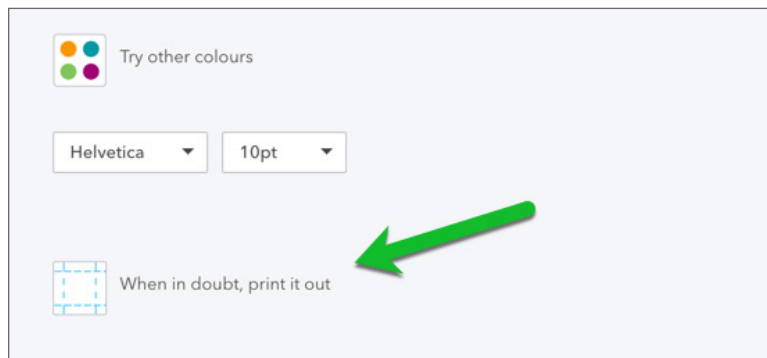 Try other colours
Helvetica 10pt
When in doubt, print it out